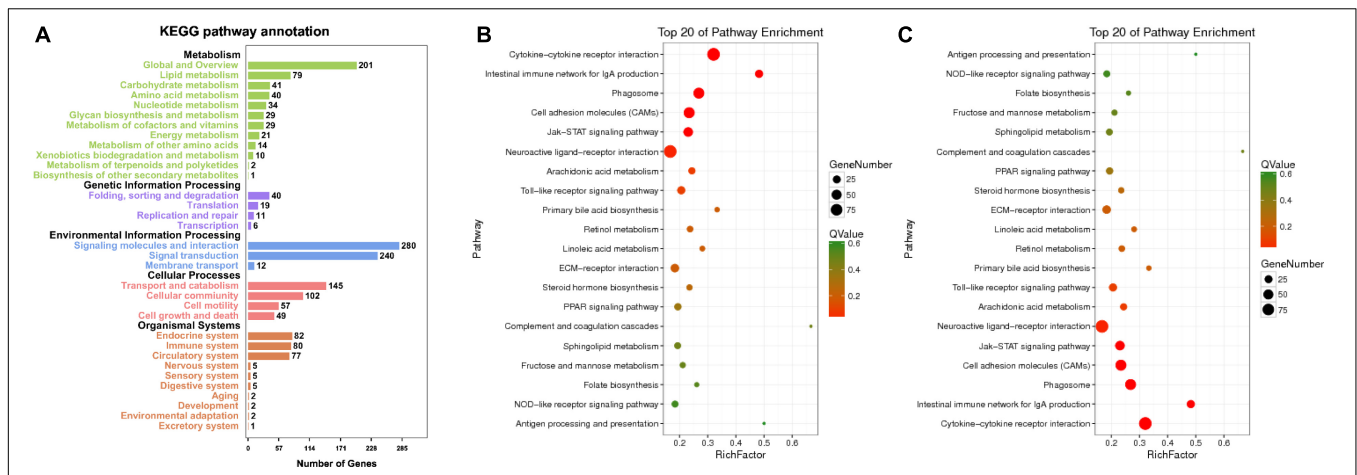 A
KEGG pathway annotation
Metabolism
Global and Overview 201
Lipid metabolism 79
Carbohydrate metabolism 41
Amino acid metabolism 40
Nucleotide metabolism 34
Glycan biosynthesis and metabolism 29
Metabolism of cofactors and vitamins 29
Energy metabolism 21
Metabolism of other amino acids 14
Xenobiotics biodegradation and metabolism 10
Metabolism of terpenoids and polyketides 2
Biosynthesis of other secondary metabolites 1
Genetic Information Processing
Folding, sorting and degradation 40
Translation 19
Replication and repair 11
Transcription 6
Environmental Information Processing
Signaling molecules and interaction 280
Signal transduction 240
Membrane transport 12
Cellular Processes
Transport and catabolism 145
Cellular commiunity 102
Cell motility 57
Cell growth and death 49
Organismal Systems
Endocrine system 82
Immune system 80
Circulatory system 77
Nervous system 5
Sensory system 5
Digestive system 5
Aging 2
Development 2
Environmental adaptation 2
Excretory system 1
0 57 114 171 228 285
Number of Genes
B
Top 20 of Pathway Enrichment
Cytokine−cytokine receptor interaction
Intestinal immune network for IgA production
Phagosome
Cell adhesion molecules (CAMs)
Jak−STAT signaling pathway
Neuroactive ligand−receptor interaction
Arachidonic acid metabolism
Toll−like receptor signaling pathway
Primary bile acid biosynthesis
Retinol metabolism
Linoleic acid metabolism
ECM−receptor interaction
Steroid hormone biosynthesis
PPAR signaling pathway
Complement and coagulation cascades
Sphingolipid metabolism
Fructose and mannose metabolism
Folate biosynthesis
NOD−like receptor signaling pathway
Antigen processing and presentation
Pathway
0.2 0.3 0.4 0.5 0.6
RichFactor
GeneNumber
25
50
75
QValue
0.6
0.4
0.2
C
Top 20 of Pathway Enrichment
Antigen processing and presentation
NOD−like receptor signaling pathway
Folate biosynthesis
Fructose and mannose metabolism
Sphingolipid metabolism
Complement and coagulation cascades
PPAR signaling pathway
Steroid hormone biosynthesis
ECM−receptor interaction
Linoleic acid metabolism
Retinol metabolism
Primary bile acid biosynthesis
Toll−like receptor signaling pathway
Arachidonic acid metabolism
Neuroactive ligand−receptor interaction
Jak−STAT signaling pathway
Cell adhesion molecules (CAMs)
Phagosome
Intestinal immune network for IgA production
Cytokine−cytokine receptor interaction
Pathway
0.2 0.3 0.4 0.5 0.6
RichFactor
QValue
0.6
0.4
0.2
GeneNumber
25
50
75